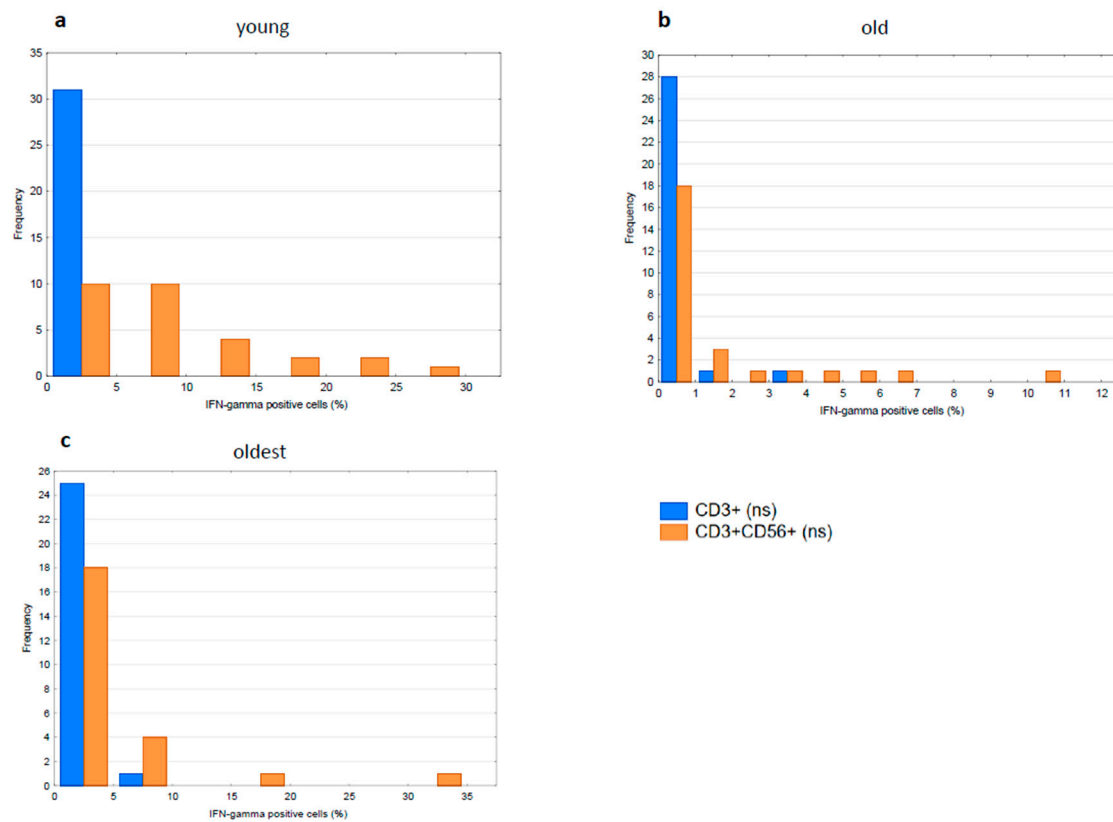 a
young
35
30
25
20
15
10
5
0
Frequency
0 5 10 15 20 25 30
IFN-gamma positive cells (%)
b
old
30
28
26
24
22
20
18
16
14
12
10
8
6
4
2
0
Frequency
0 1 2 3 4 5 6 7 8 9 10 11 12
IFN-gamma positive cells (%)
c
oldest
26
24
22
20
18
16
14
12
10
8
6
4
2
0
Frequency
0 5 10 15 20 25 30 35
IFN-gamma positive cells (%)
CD3+ (ns)
CD3+CD56+ (ns)